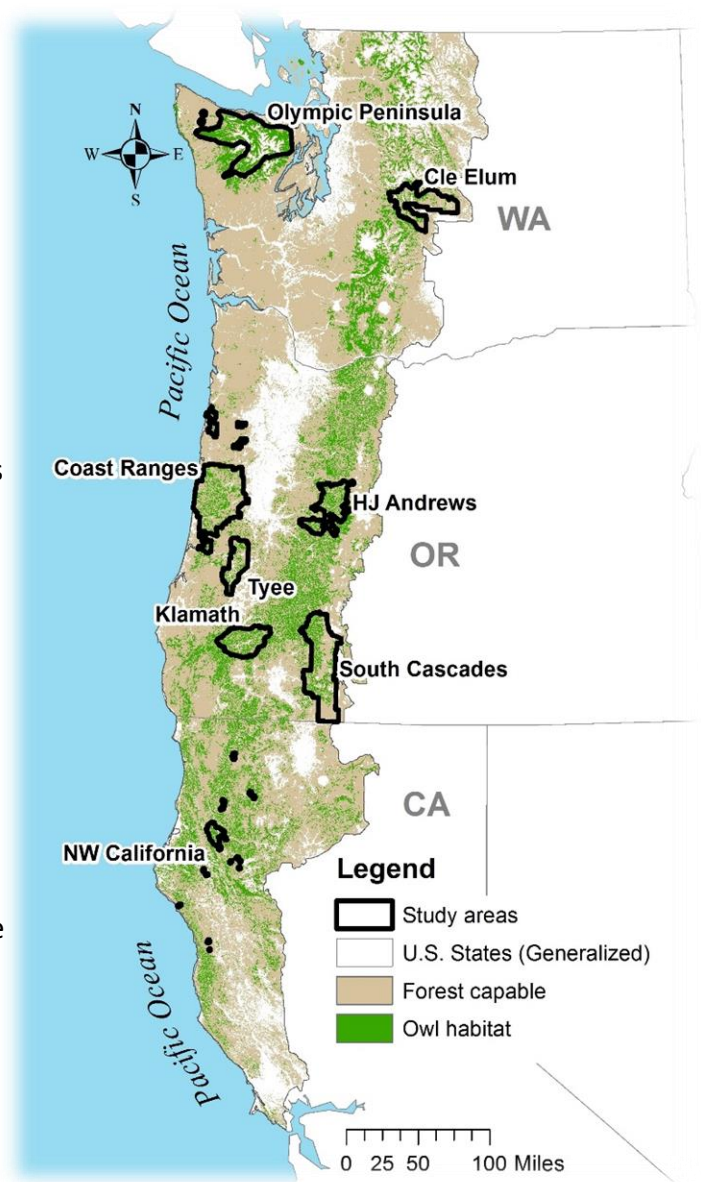 N
W E
S
Olympic Peninsula
Cle Elum
WA
Pacific Ocean
s
Coast Ranges
HJ Andrews
OR
Tyee
Klamath
South Cascades
CA
NW California
Legend
Study areas
U.S. States (Generalized)
Forest capable
Owl habitat
e
Pacific Ocean
0 25 50 100 Miles